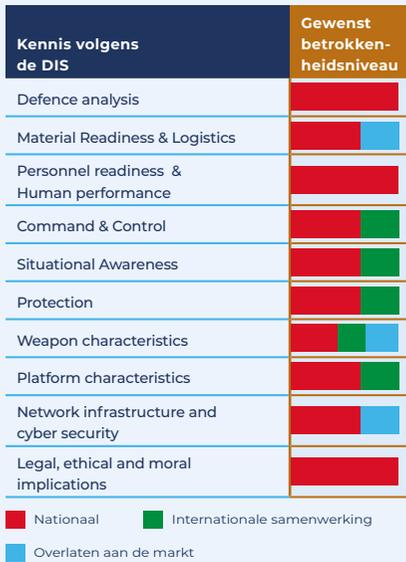 Kennis volgens
de DIS
Gewenst
betrokken-
heidsniveau
Defence analysis
Material Readiness & Logistics
Personnel readiness &
Human performance
Command & Control
Situational Awareness
Protection
Weapon characteristics
Platform characteristics
Network infrastructure and
cyber security
Legal, ethical and moral
implications
Nationaal
Internationale samenwerking
Overlaten aan de markt